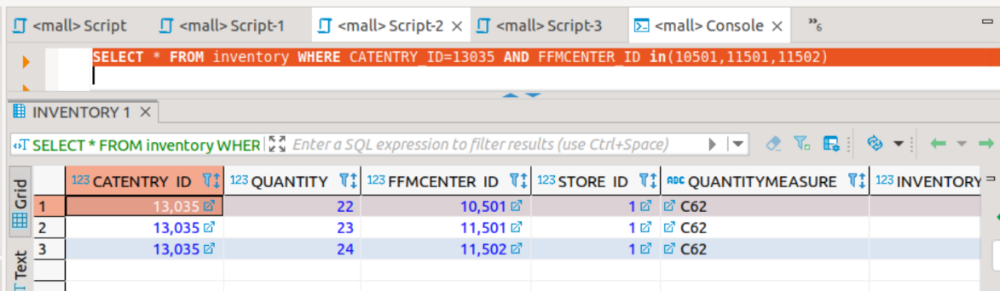 <mall> Script <mall> Script-1 <mall> Script-2 <mall> Script-3 <mall> Console »6
SELECT * FROM inventory WHERE CATENTRY_ID=13035 AND FFMCENTER_ID in(10501,11501,11502)
INVENTORY 1
SELECT * FROM inventory WHER Enter a SQL expression to filter results (use Ctrl+Space)
Grid
Text
123 CATENTRY_ID 123 QUANTITY 123 FFMCENTER_ID 123 STORE_ID ABC QUANTITYMEASURE 123 INVENTORY
1 13,035 22 10,501 1 C62
2 13,035 23 11,501 1 C62
3 13,035 24 11,502 1 C62